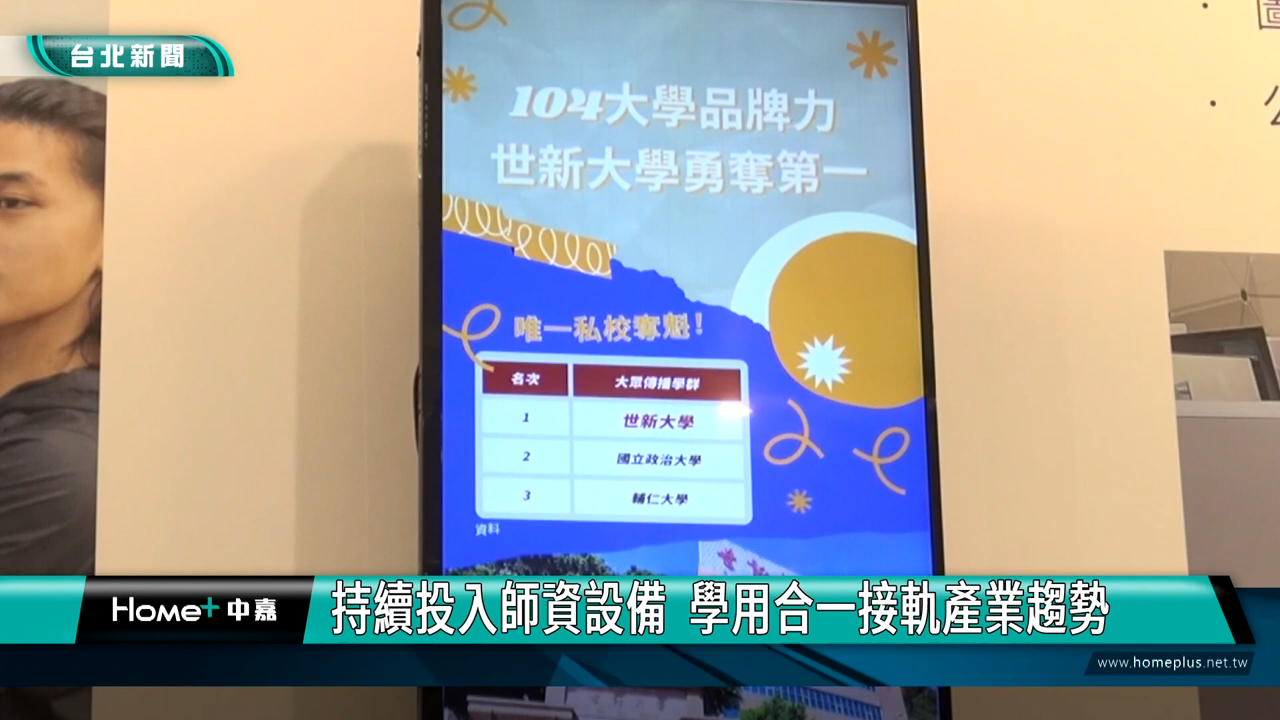 台北新聞
104大學品牌力
世新大學勇奪第一
唯一私校奪魁!
名次 大眾傳播學群
1 世新大學
2 國立政治大學
3 輔仁大學
資料
Home+ 中嘉
持續投入師資設備 學用合一接軌產業趨勢
www.homeplus.net.tw